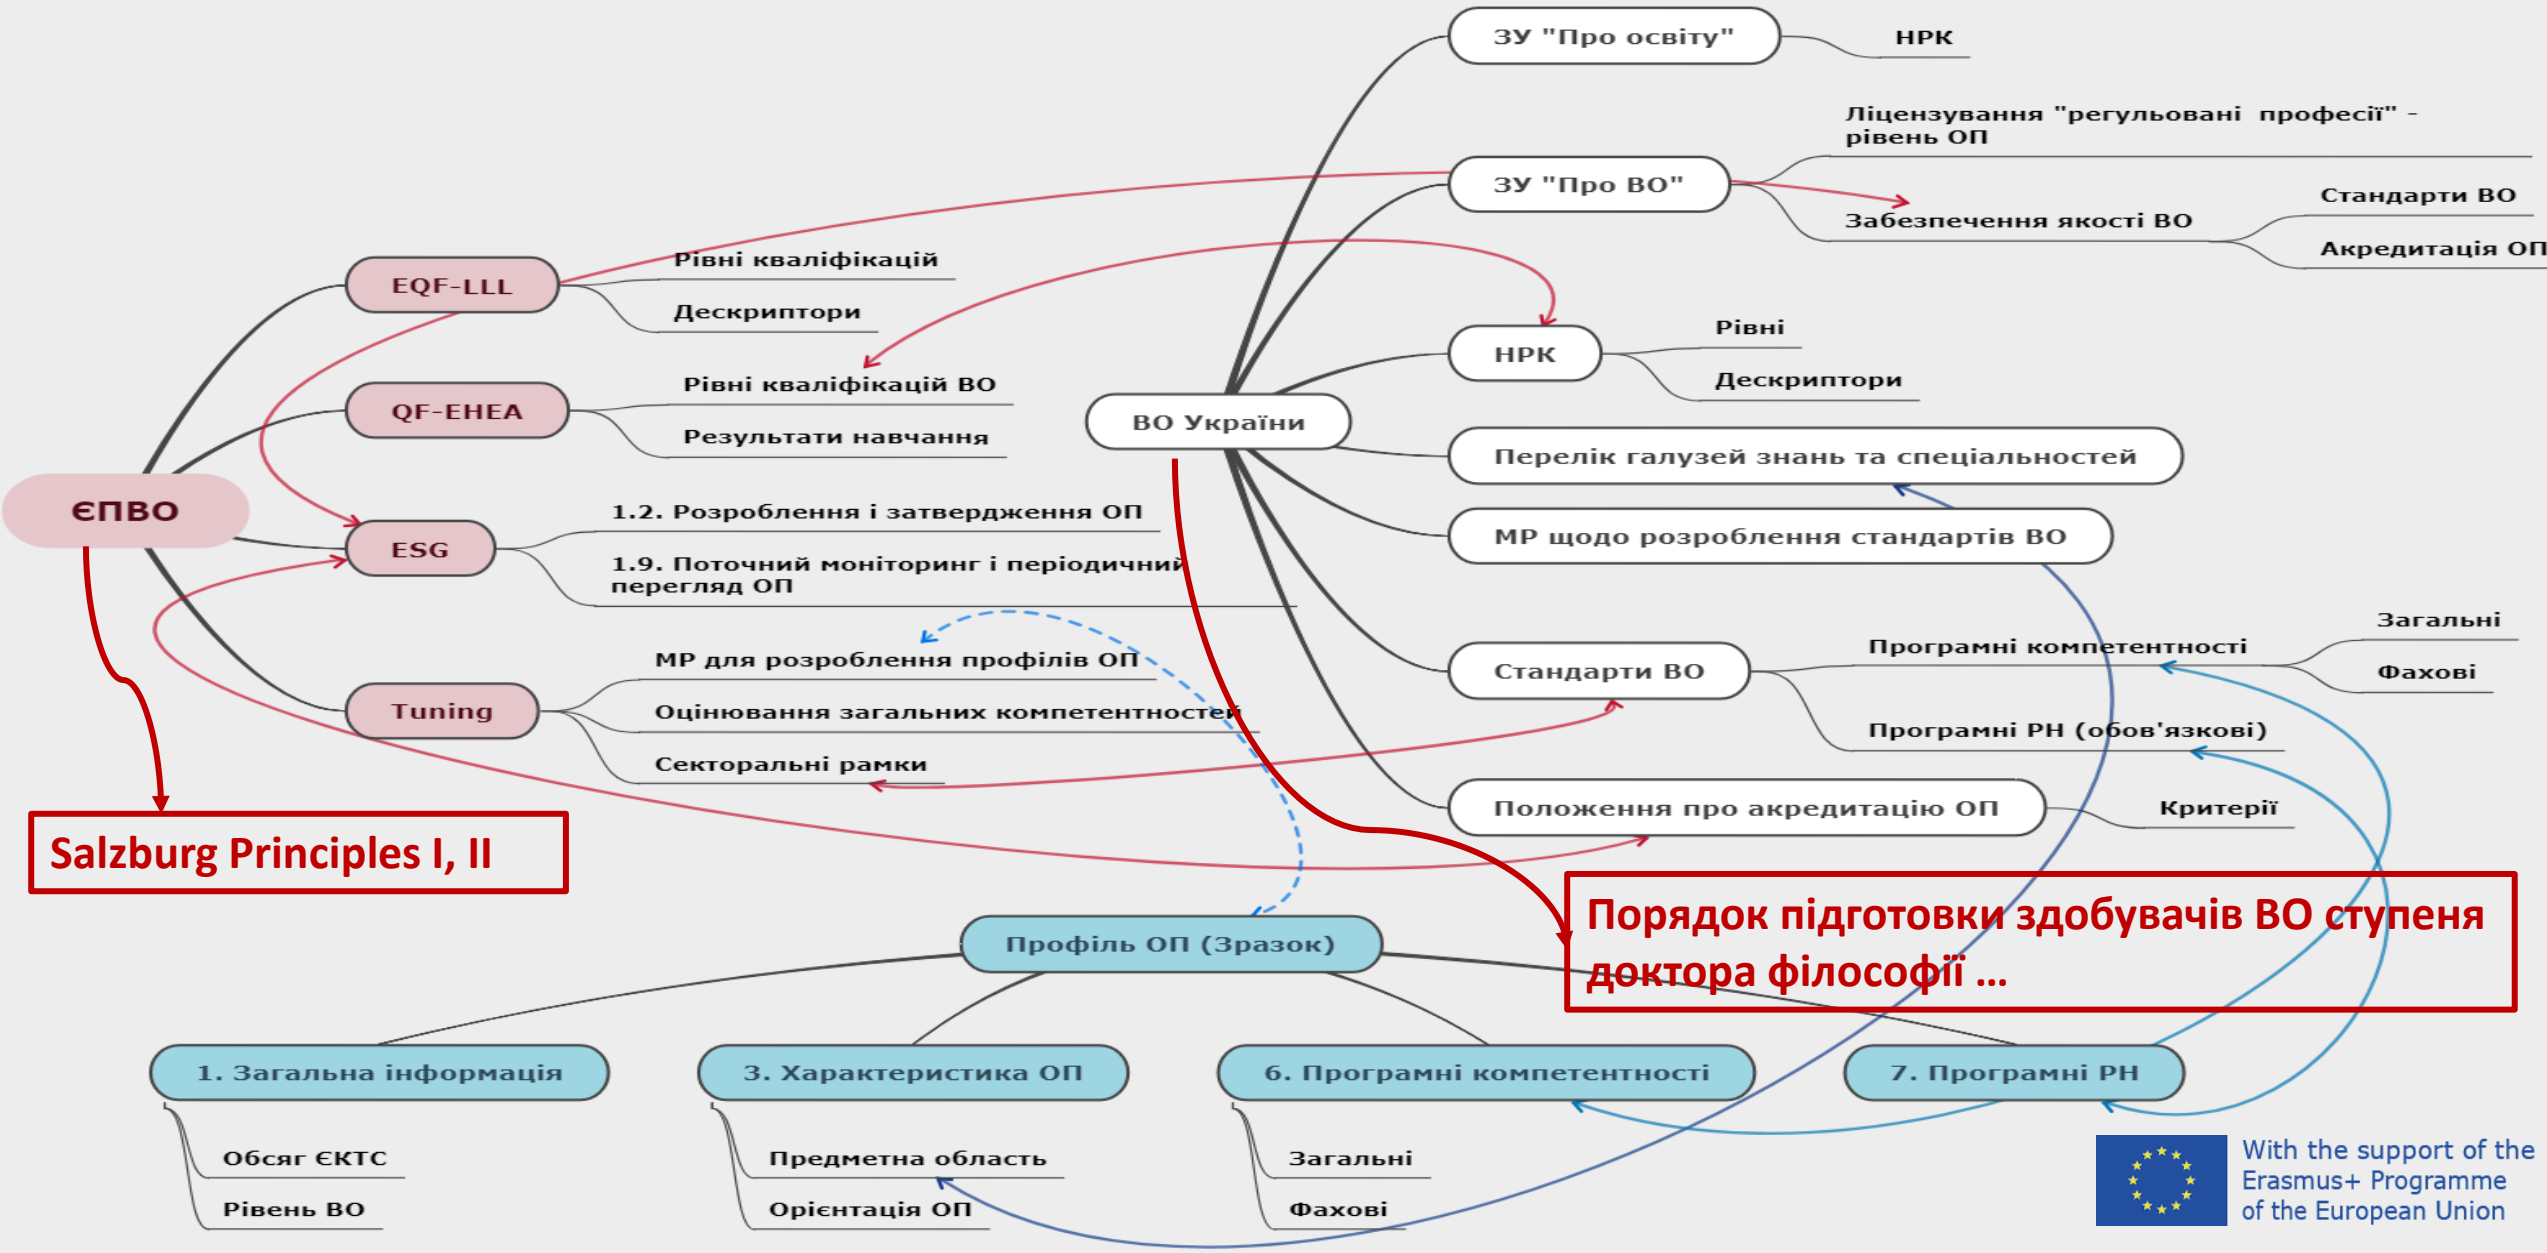 ЄПВО
EQF-LLL
Рівні кваліфікацій
Дескриптори
QF-EHEA
Рівні кваліфікацій ВО
Результати навчання
ESG
1.2. Розроблення і затвердження ОП
1.9. Поточний моніторинг і періодичний
перегляд ОП
Tuning
МР для розроблення профілів ОП
Оцінювання загальних компетентностей
Секторальні рамки
Salzburg Principles I, II
ВО України
ЗУ "Про освіту"
НРК
ЗУ "Про ВО"
Ліцензування "регульовані професії" -
рівень ОП
Забезпечення якості ВО
Стандарти ВО
Акредитація ОП
НРК
Рівні
Дескриптори
Перелік галузей знань та спеціальностей
МР щодо розроблення стандартів ВО
Стандарти ВО
Програмні компетентності
Загальні
Фахові
Програмні РН (обов'язкові)
Положення про акредитацію ОП
Критерії
Порядок підготовки здобувачів ВО ступеня
доктора філософії ...
Профіль ОП (Зразок)
1. Загальна інформація
Обсяг ЄКТС
Рівень ВО
3. Характеристика ОП
Предметна область
Орієнтація ОП
6. Програмні компетентності
Загальні
Фахові
7. Програмні РН
With the support of the
Erasmus+ Programme
of the European Union